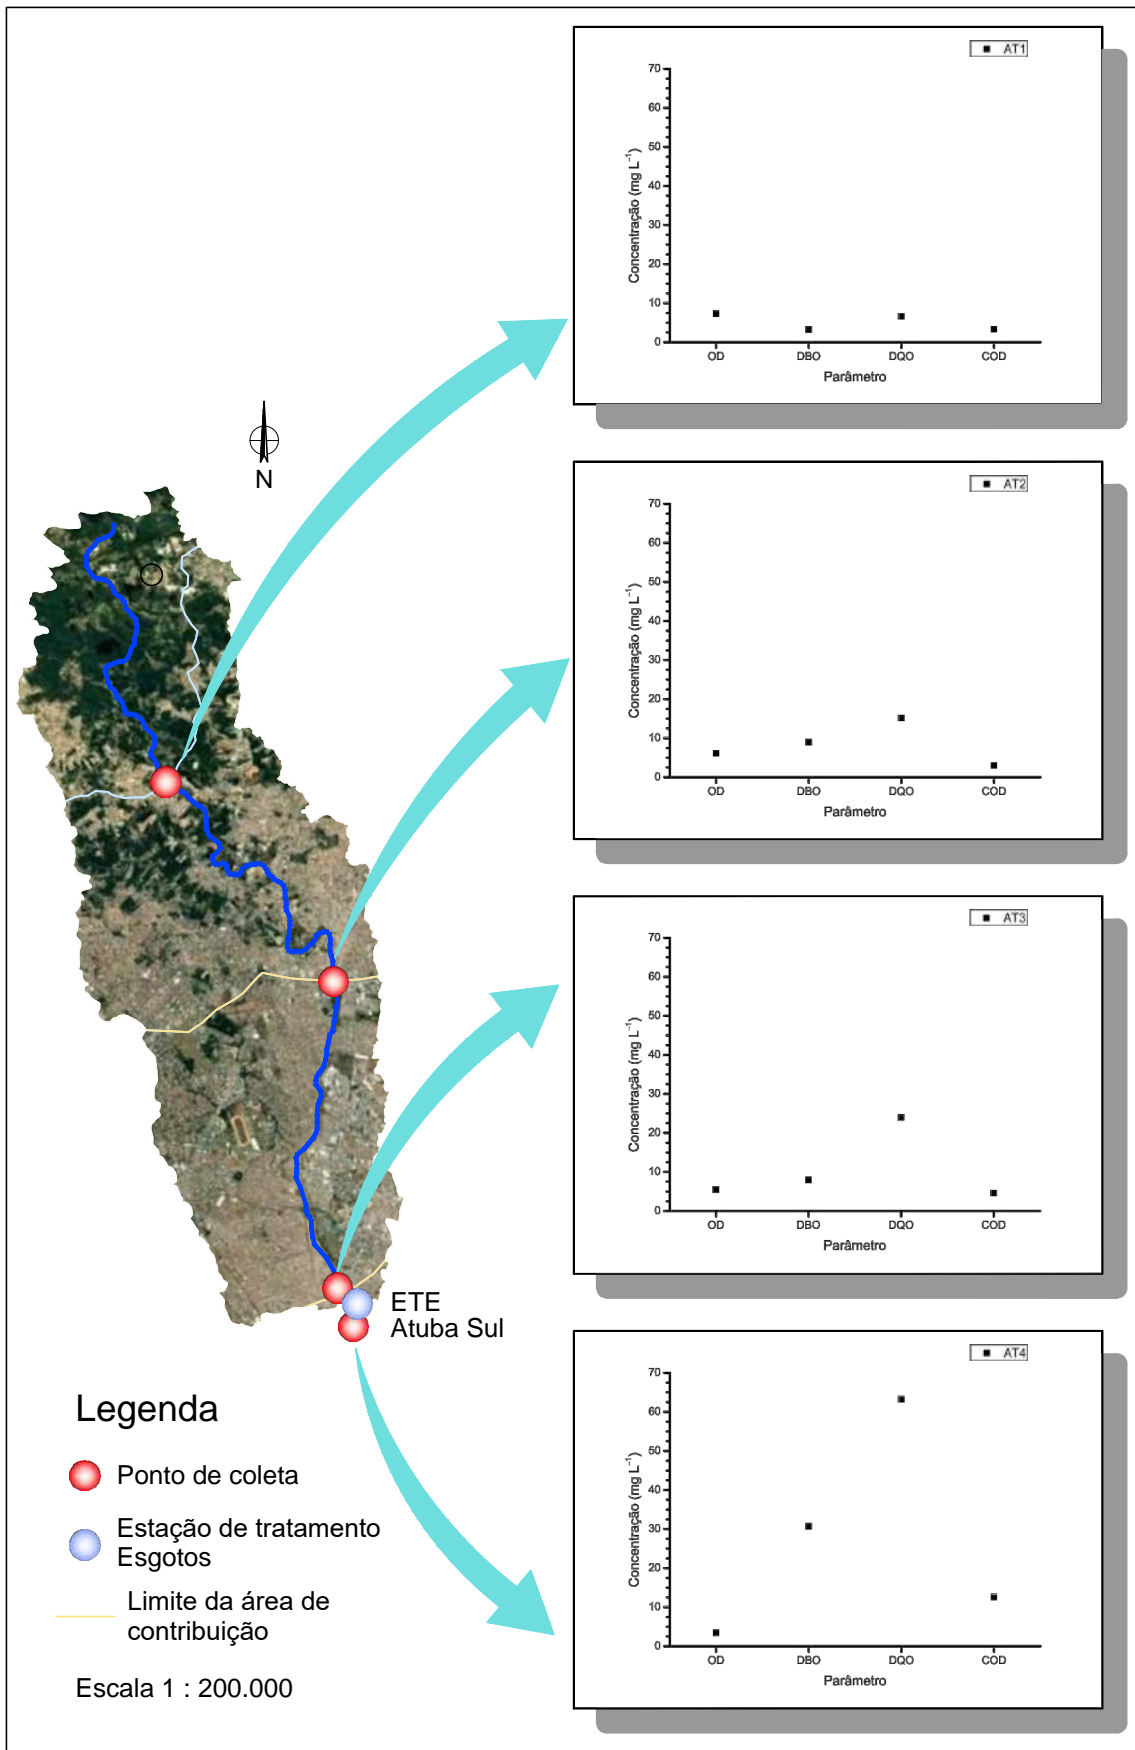 AT1
70
60
50
40
30
20
10
0
Concentração (mg L⁻¹)
OD DBO DQO COD
Parâmetro
N
AT2
70
60
50
40
30
20
10
0
Concentração (mg L⁻¹)
OD DBO DQO COD
Parâmetro
AT3
70
60
50
40
30
20
10
0
Concentração (mg L⁻¹)
OD DBO DQO COD
Parâmetro
ETE
Atuba Sul
AT4
70
60
50
40
30
20
10
0
Concentração (mg L⁻¹)
OD DBO DQO COD
Parâmetro
Legenda
Ponto de coleta
Estação de tratamento
Esgotos
Limite da área de
contribuição
Escala 1 : 200.000